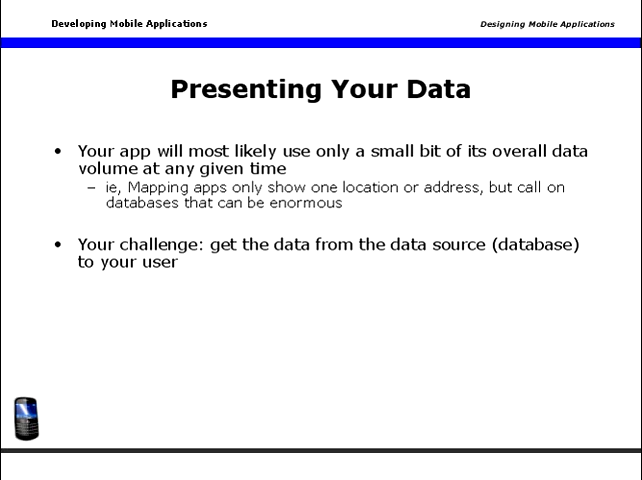 Developing Mobile Applications
Designing Mobile Applications
Presenting Your Data
• Your app will most likely use only a small bit of its overall data
volume at any given time
– ie, Mapping apps only show one location or address, but call on
databases that can be enormous
• Your challenge: get the data from the data source (database)
to your user